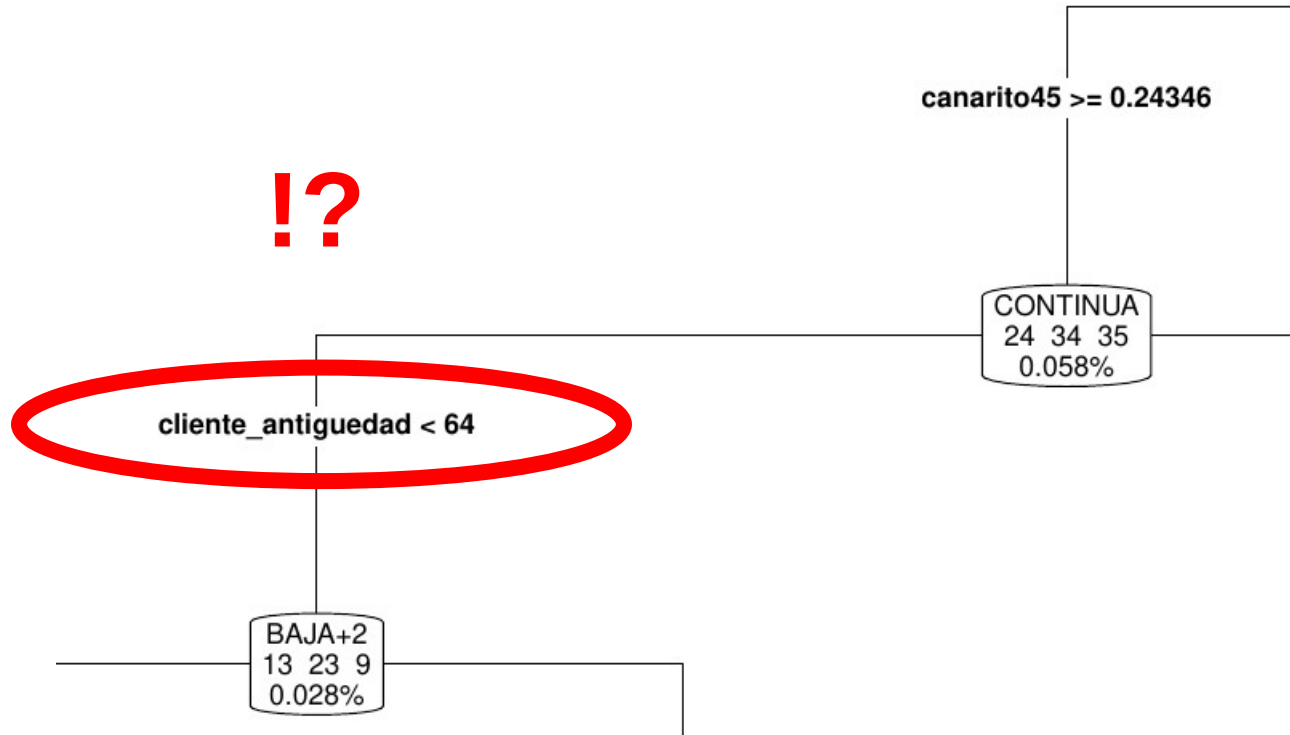 canarito45 >= 0.24346
!?
CONTINUA
24 34 35
0.058%
cliente_antiguedad < 64
BAJA+2
13 23 9
0.028%